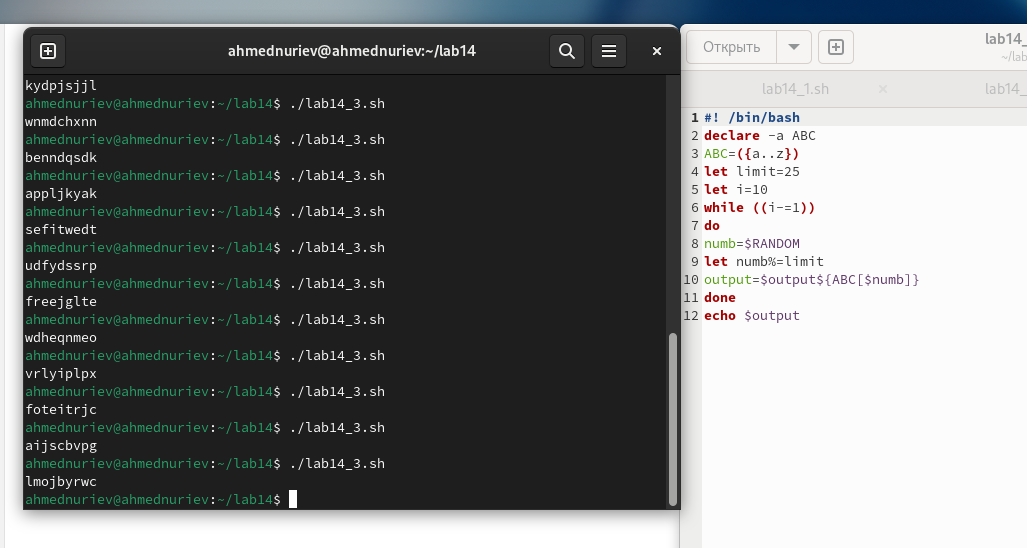 ahmednuriev@ahmednuriev:~/lab14
kydpjsjjl
ahmednuriev@ahmednuriev:~/lab14$ ./lab14_3.sh
wnmdchxnn
ahmednuriev@ahmednuriev:~/lab14$ ./lab14_3.sh
benndqsdk
ahmednuriev@ahmednuriev:~/lab14$ ./lab14_3.sh
appljkyak
ahmednuriev@ahmednuriev:~/lab14$ ./lab14_3.sh
sefitwedt
ahmednuriev@ahmednuriev:~/lab14$ ./lab14_3.sh
udfydssrp
ahmednuriev@ahmednuriev:~/lab14$ ./lab14_3.sh
freejglte
ahmednuriev@ahmednuriev:~/lab14$ ./lab14_3.sh
wdheqnmeo
ahmednuriev@ahmednuriev:~/lab14$ ./lab14_3.sh
vrlyiplpx
ahmednuriev@ahmednuriev:~/lab14$ ./lab14_3.sh
foteitrjc
ahmednuriev@ahmednuriev:~/lab14$ ./lab14_3.sh
aijscbvpg
ahmednuriev@ahmednuriev:~/lab14$ ./lab14_3.sh
lmojbyrwc
ahmednuriev@ahmednuriev:~/lab14$
Открыть
lab14_
~/lab
lab14_1.sh
lab14_
1 #! /bin/bash
2 declare -a ABC
3 ABC=({a..z})
4 let limit=25
5 let i=10
6 while ((i-=1))
7 do
8 numb=$RANDOM
9 let numb%=limit
10 output=$output${ABC[$numb]}
11 done
12 echo $output